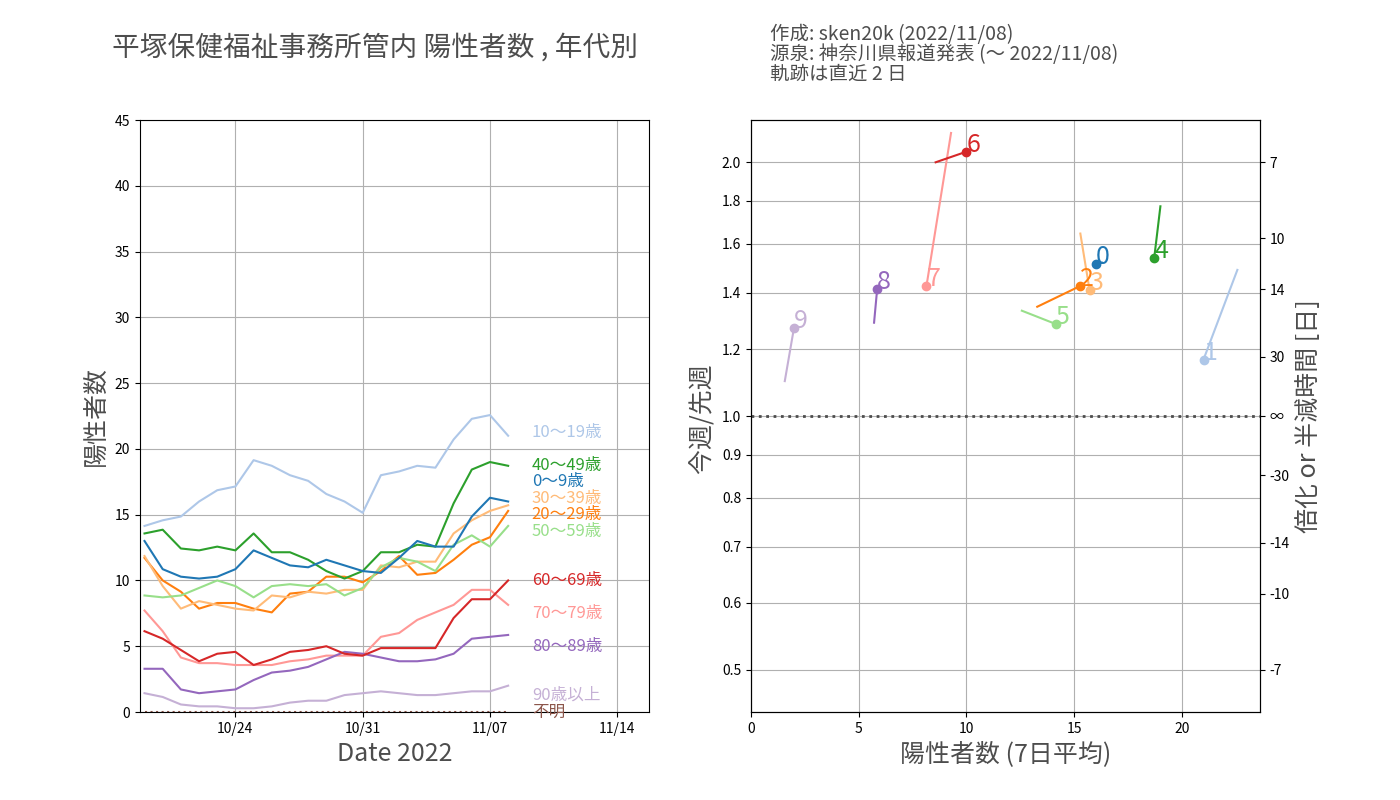 平塚保健福祉事務所管内 陽性者数 , 年代別
作成: sken20k (2022/11/08)
源泉: 神奈川県報道発表 (〜 2022/11/08)
軌跡は直近 2 日
陽性者数
45
40
35
30
25
20
15
10
5
0
10〜19歳
40〜49歳
0〜9歳
30〜39歳
20〜29歳
50〜59歳
60〜69歳
70〜79歳
80〜89歳
90歳以上
不明
10/24
10/31
11/07
11/14
Date 2022
今週/先週
2.0
1.8
1.6
1.4
1.2
1.0
0.9
0.8
0.7
0.6
0.5
6
4
0
8
7
2
3
9
5
1
7
10
14
30
∞
-30
-14
-10
-7
倍化 or 半減時間 [日]
0
5
10
15
20
陽性者数 (7日平均)